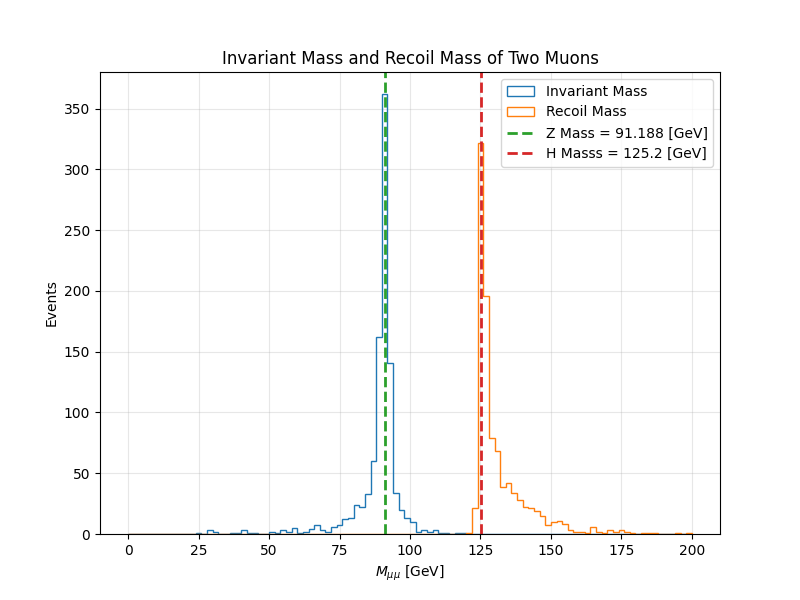 Invariant Mass and Recoil Mass of Two Muons
Invariant Mass
Recoil Mass
Z Mass = 91.188 [GeV]
H Masss = 125.2 [GeV]
Events
350
300
250
200
150
100
50
0
0 25 50 75 100 125 150 175 200
M_{μμ} [GeV]